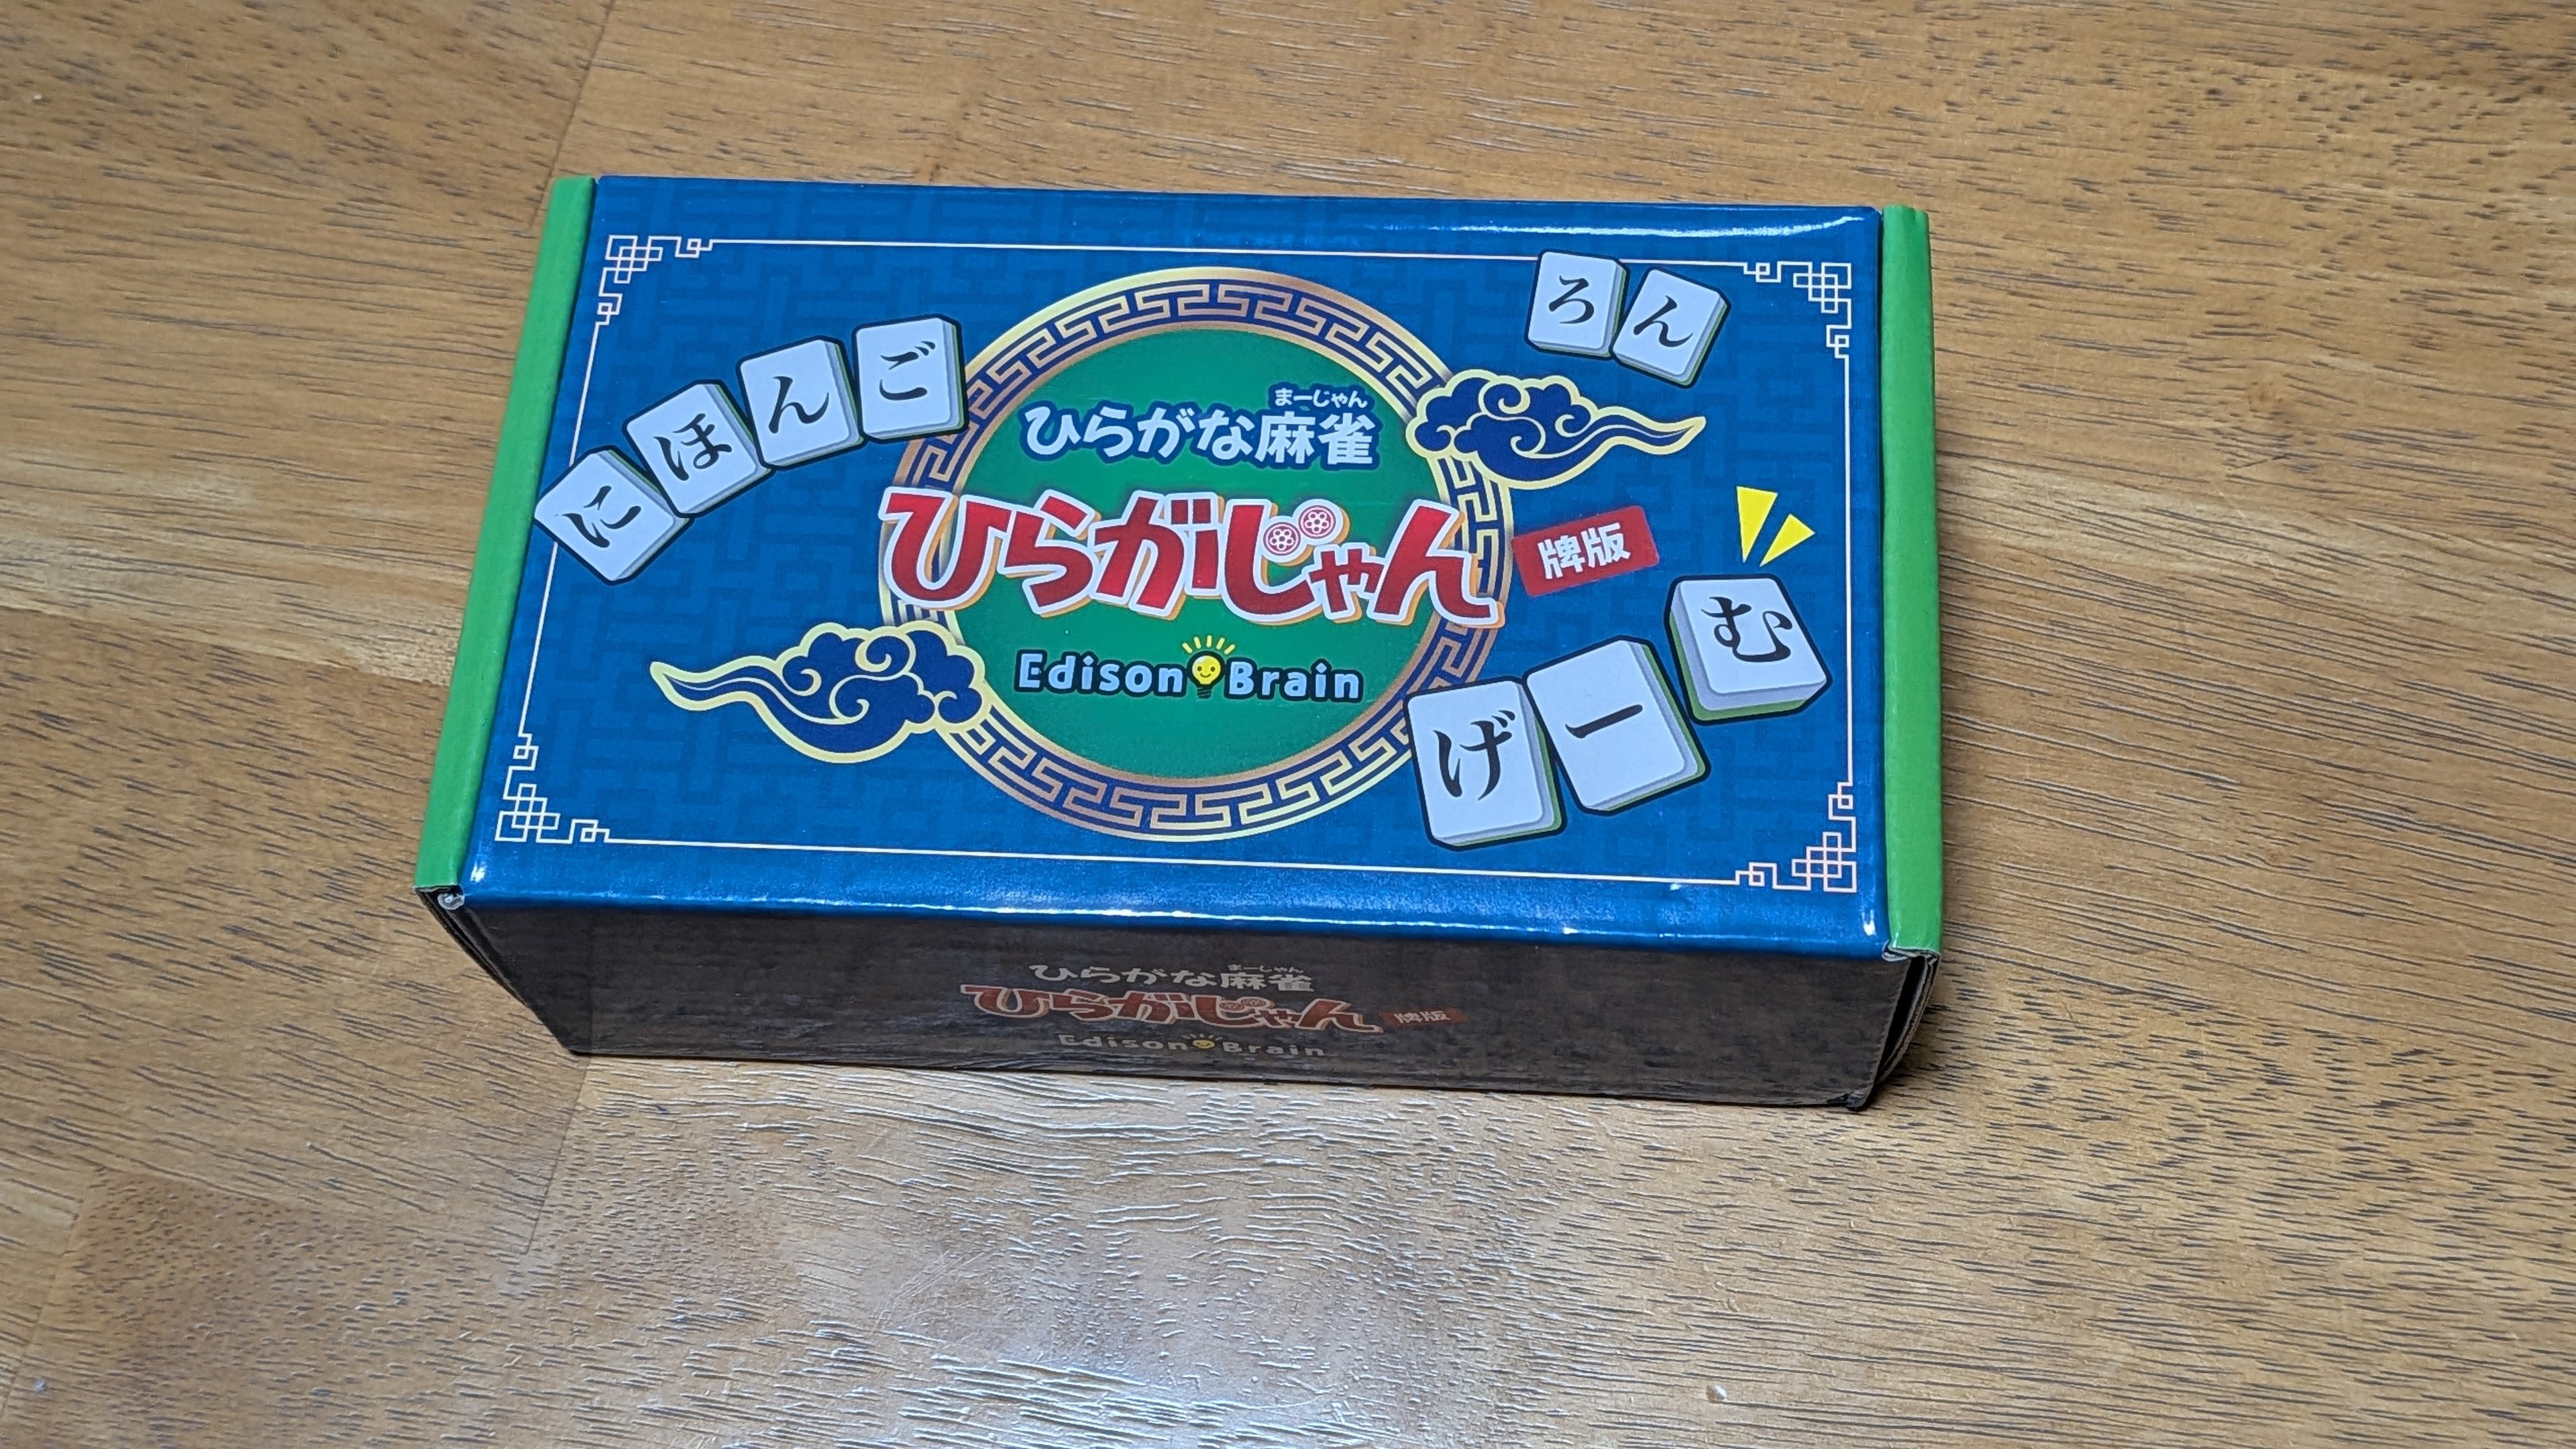 にほんご
ろん
まーじゃん
ひらがな麻雀
ひらがじゃん
牌版
Edison Brain
げーむ
まーじゃん
ひらがな麻雀
ひらがじゃん
牌版
Edison Brain